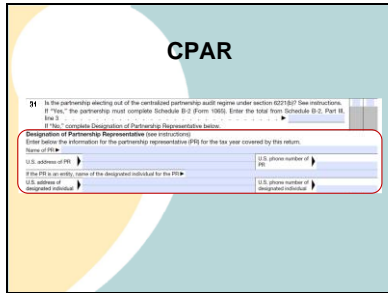 CPAR
31 Is the partnership electing out of the centralized partnership audit regime under section 6221(b)? See instructions.
If "Yes," the partnership must complete Schedule B-2 (Form 1065). Enter the total from Schedule B-2, Part III,
line 3 ▶
If "No," complete Designation of Partnership Representative below.
Designation of Partnership Representative (see instructions)
Enter below the information for the partnership representative (PR) for the tax year covered by this return.
Name of PR ▶
U.S. address of PR
U.S. phone number of
PR
If the PR is an entity, name of the designated individual for the PR ▶
U.S. address of
designated individual
U.S. phone number of
designated individual